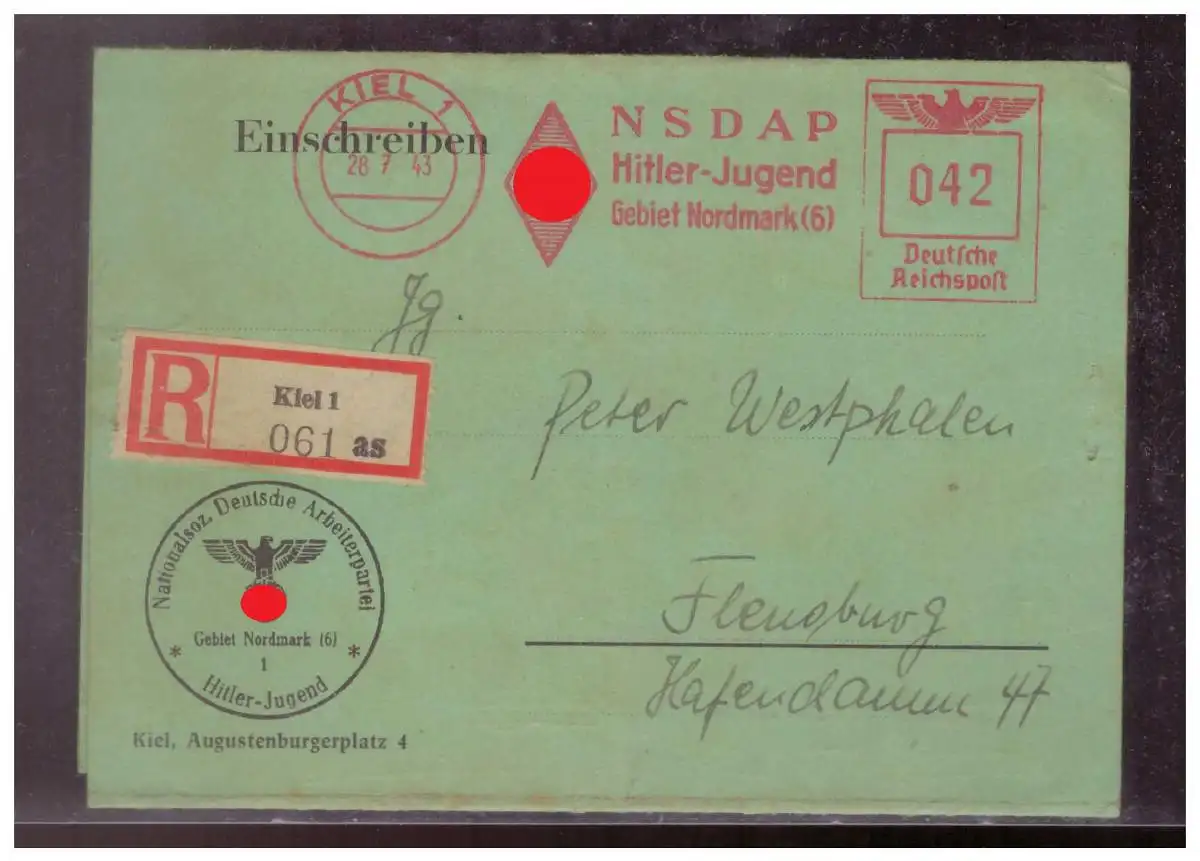 KIEL 1
28 7 43
Einschreiben
NSDAP
Hitler-Jugend
Gebiet Nordmark (6)
042
Deutsche
Reichspost
Jg.
R
Kiel 1
061 as
Peter Westphalen
Nationalsoz. Deutsche Arbeiterpartei
Gebiet Nordmark (6)
1
* Hitler-Jugend *
Flensburg
Hafendamm 47
Kiel, Augustenburgerplatz 4